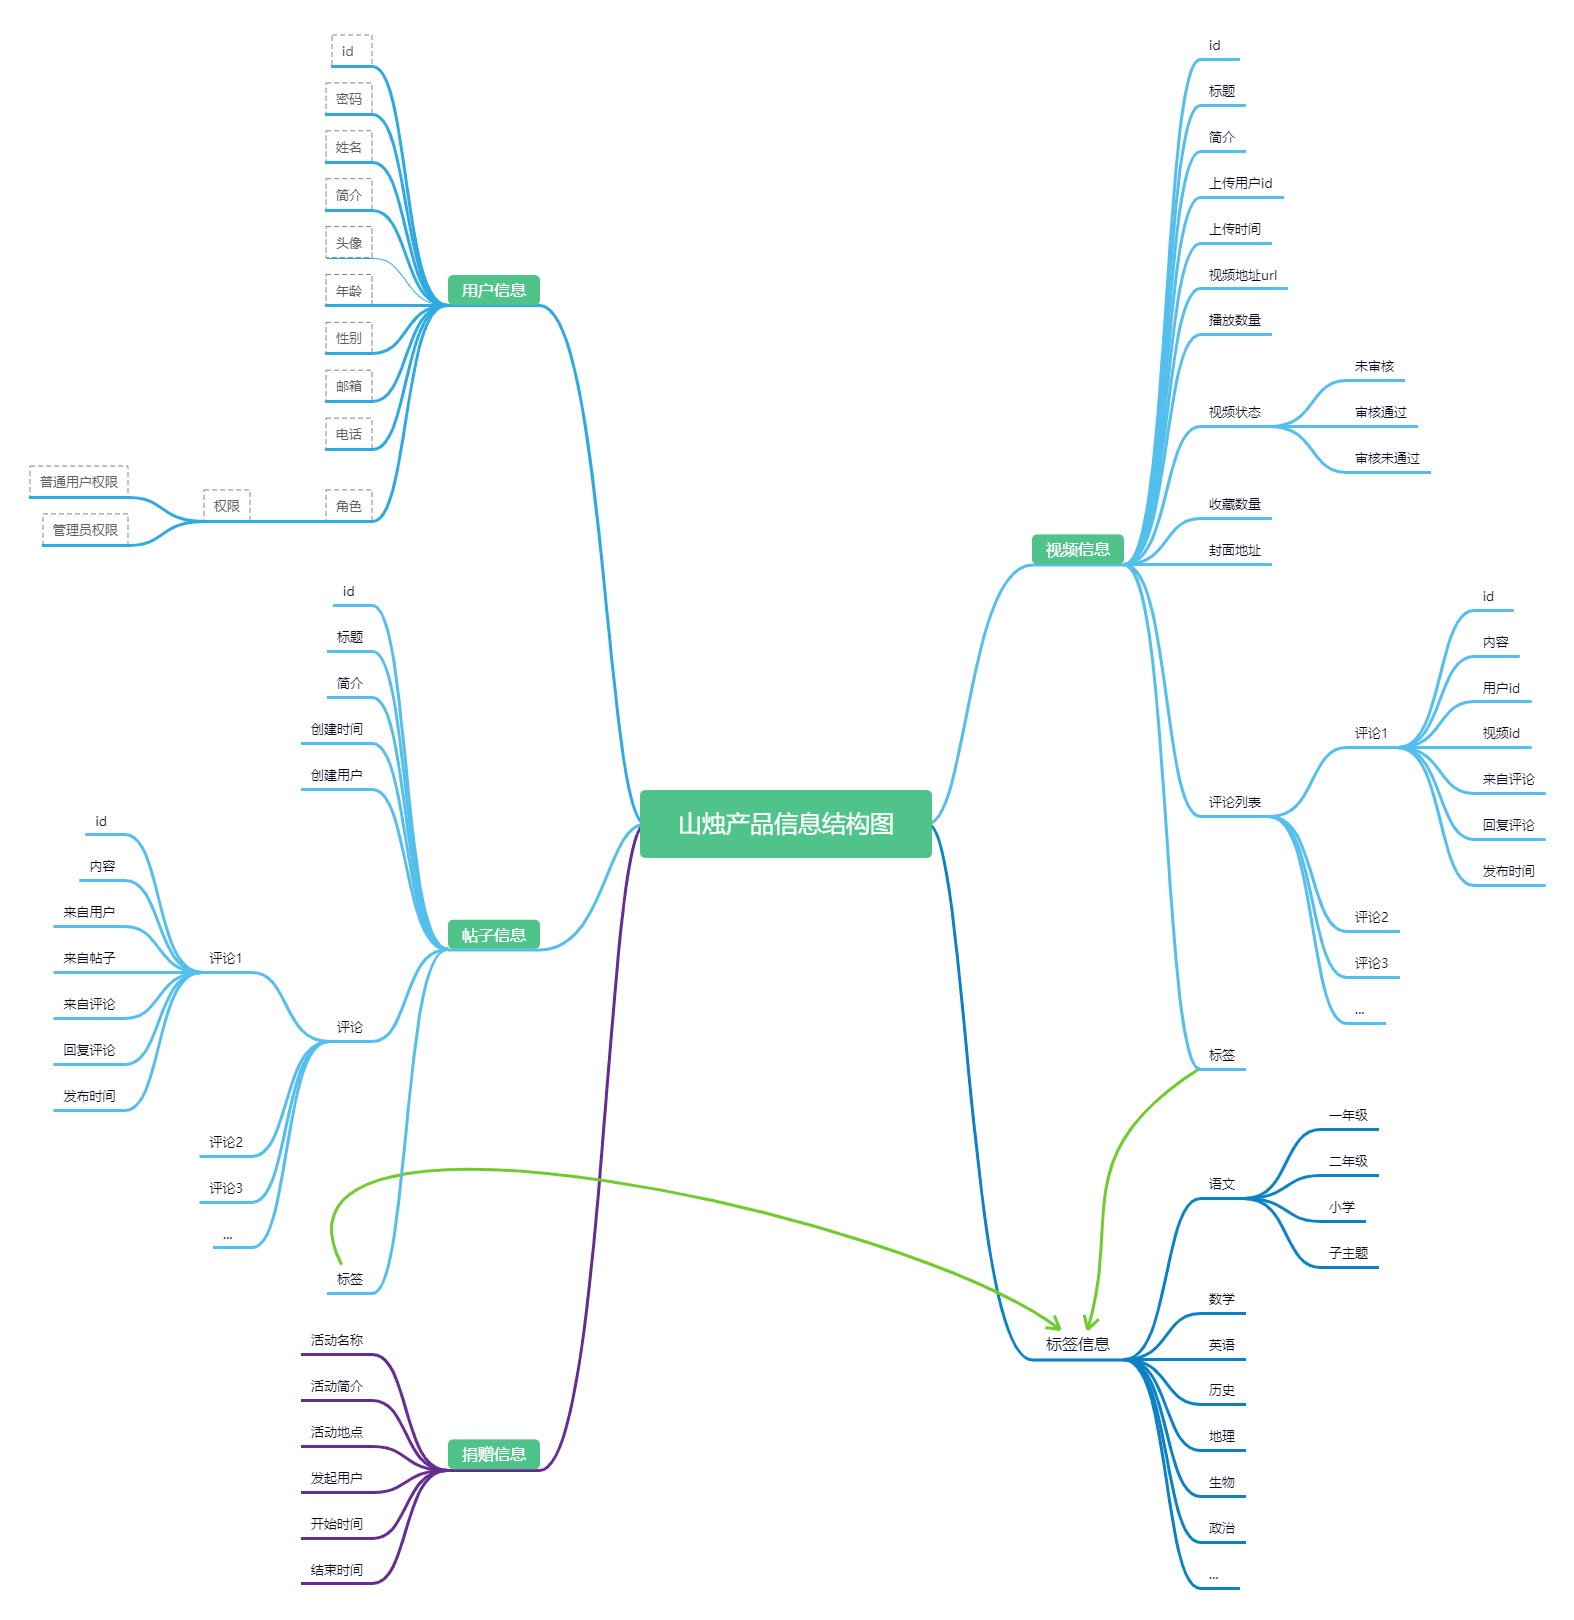 山烛产品信息结构图
用户信息
id
密码
姓名
简介
头像
年龄
性别
邮箱
电话
角色
权限
普通用户权限
管理员权限
帖子信息
id
标题
简介
创建时间
创建用户
评论
评论1
id
内容
来自用户
来自帖子
来自评论
回复评论
发布时间
评论2
评论3
...
标签
捐赠信息
活动名称
活动简介
活动地点
发起用户
开始时间
结束时间
视频信息
id
标题
简介
上传用户id
上传时间
视频地址url
播放数量
视频状态
未审核
审核通过
审核未通过
收藏数量
封面地址
评论列表
评论1
id
内容
用户id
视频id
来自评论
回复评论
发布时间
评论2
评论3
...
标签
标签信息
语文
一年级
二年级
小学
子主题
数学
英语
历史
地理
生物
政治
...